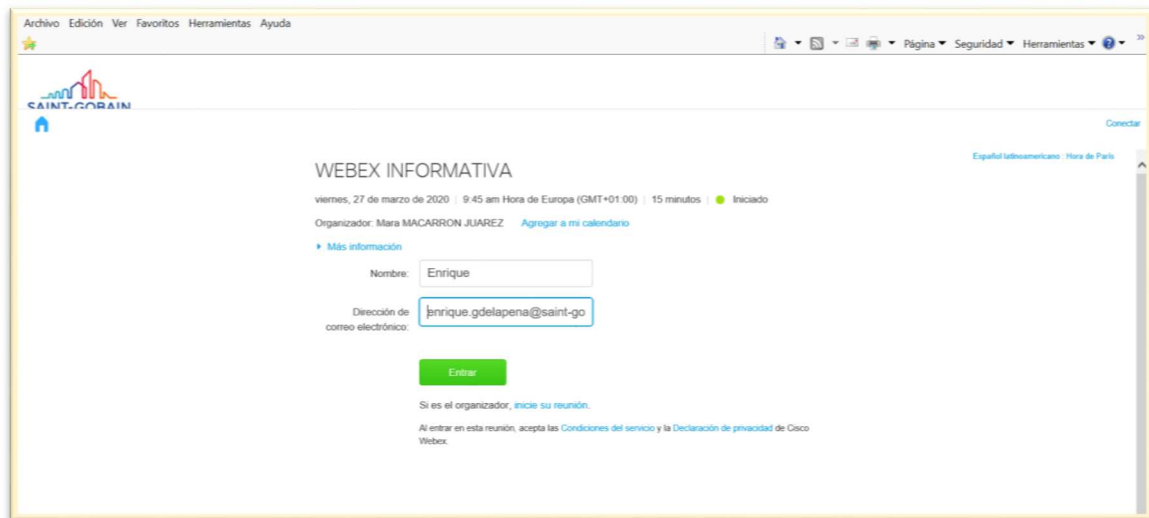 Archivo Edición Ver Favoritos Herramientas Ayuda
Página Seguridad Herramientas
SAINT-GOBAIN
Conectar
Español latinoamericano : Hora de París
WEBEX INFORMATIVA
viernes, 27 de marzo de 2020 | 9:45 am Hora de Europa (GMT+01:00) | 15 minutos | Iniciado
Organizador: Mara MACARRON JUAREZ Agregar a mi calendario
Más información
Nombre: Enrique
Dirección de
correo electrónico: enrique.gdelapena@saint-go
Entrar
Si es el organizador, inicie su reunión.
Al entrar en esta reunión, acepta las Condiciones del servicio y la Declaración de privacidad de Cisco
Webex.